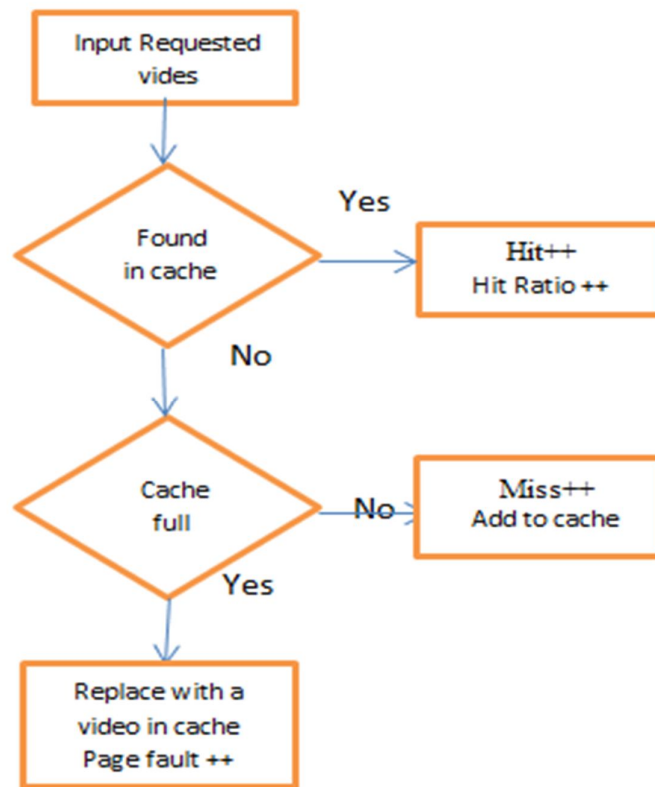 Input Requested
vides
Found
in cache
Yes
Hit++
Hit Ratio ++
No
Cache
full
No
Miss++
Add to cache
Yes
Replace with a
video in cache
Page fault ++